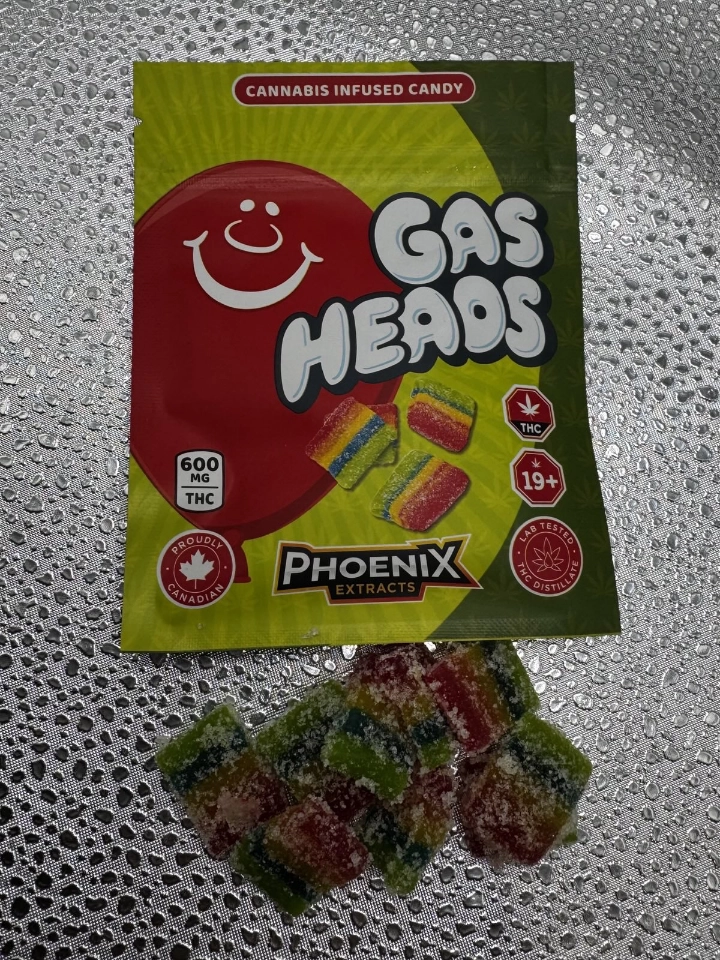 CANNABIS INFUSED CANDY
GAS
HEADS
600
MG
THC
THC
19+
PROUDLY
CANADIAN
PHOENIX
EXTRACTS
LAB TESTED
THC DISTILLATE